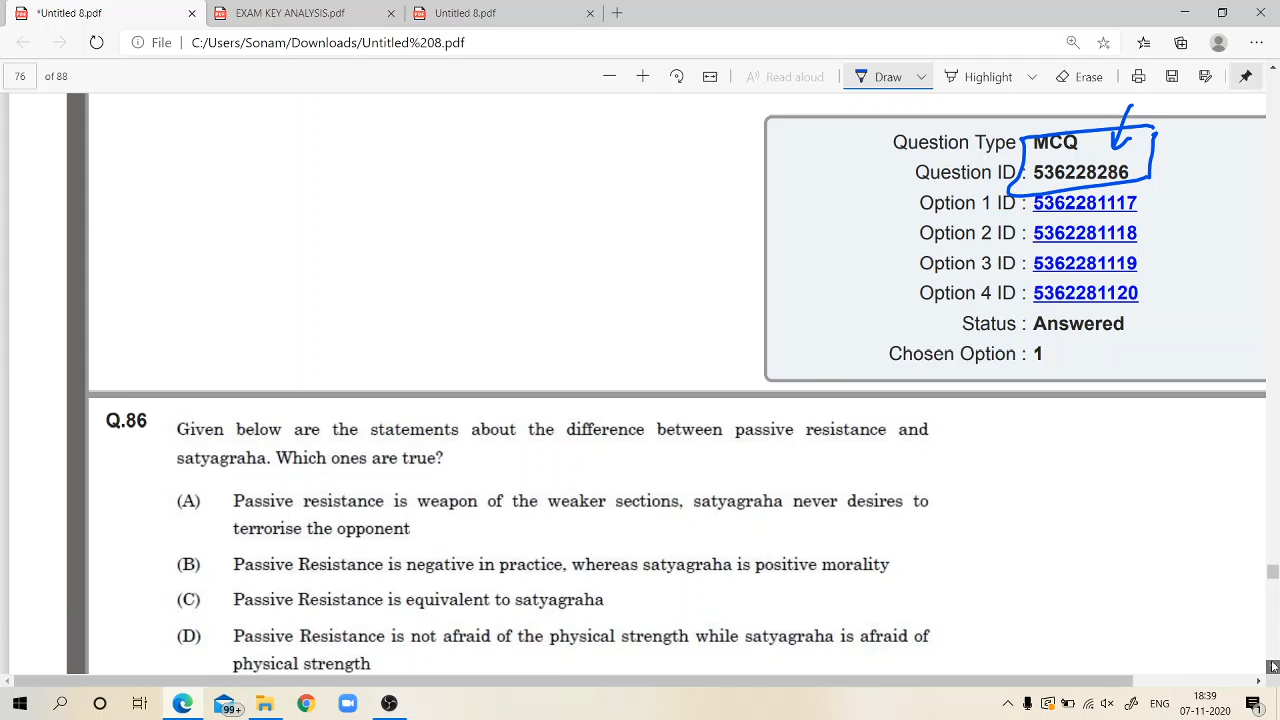 *Untitled 8.pdf
EXAM KEY ANALYSIS.pdf
Untitled 8.pdf
File
C:/Users/Sonam/Downloads/Untitled%208.pdf
76
of 88
Read aloud
Draw
Highlight
Erase
Question Type : MCQ
Question ID : 536228286
Option 1 ID : 5362281117
Option 2 ID : 5362281118
Option 3 ID : 5362281119
Option 4 ID : 5362281120
Status : Answered
Chosen Option : 1
Q.86
Given below are the statements about the difference between passive resistance and
satyagraha. Which ones are true?
(A) Passive resistance is weapon of the weaker sections, satyagraha never desires to
terrorise the opponent
(B) Passive Resistance is negative in practice, whereas satyagraha is positive morality
(C) Passive Resistance is equivalent to satyagraha
(D) Passive Resistance is not afraid of the physical strength while satyagraha is afraid of
physical strength
99+
ENG
18:39
07-11-2020
1